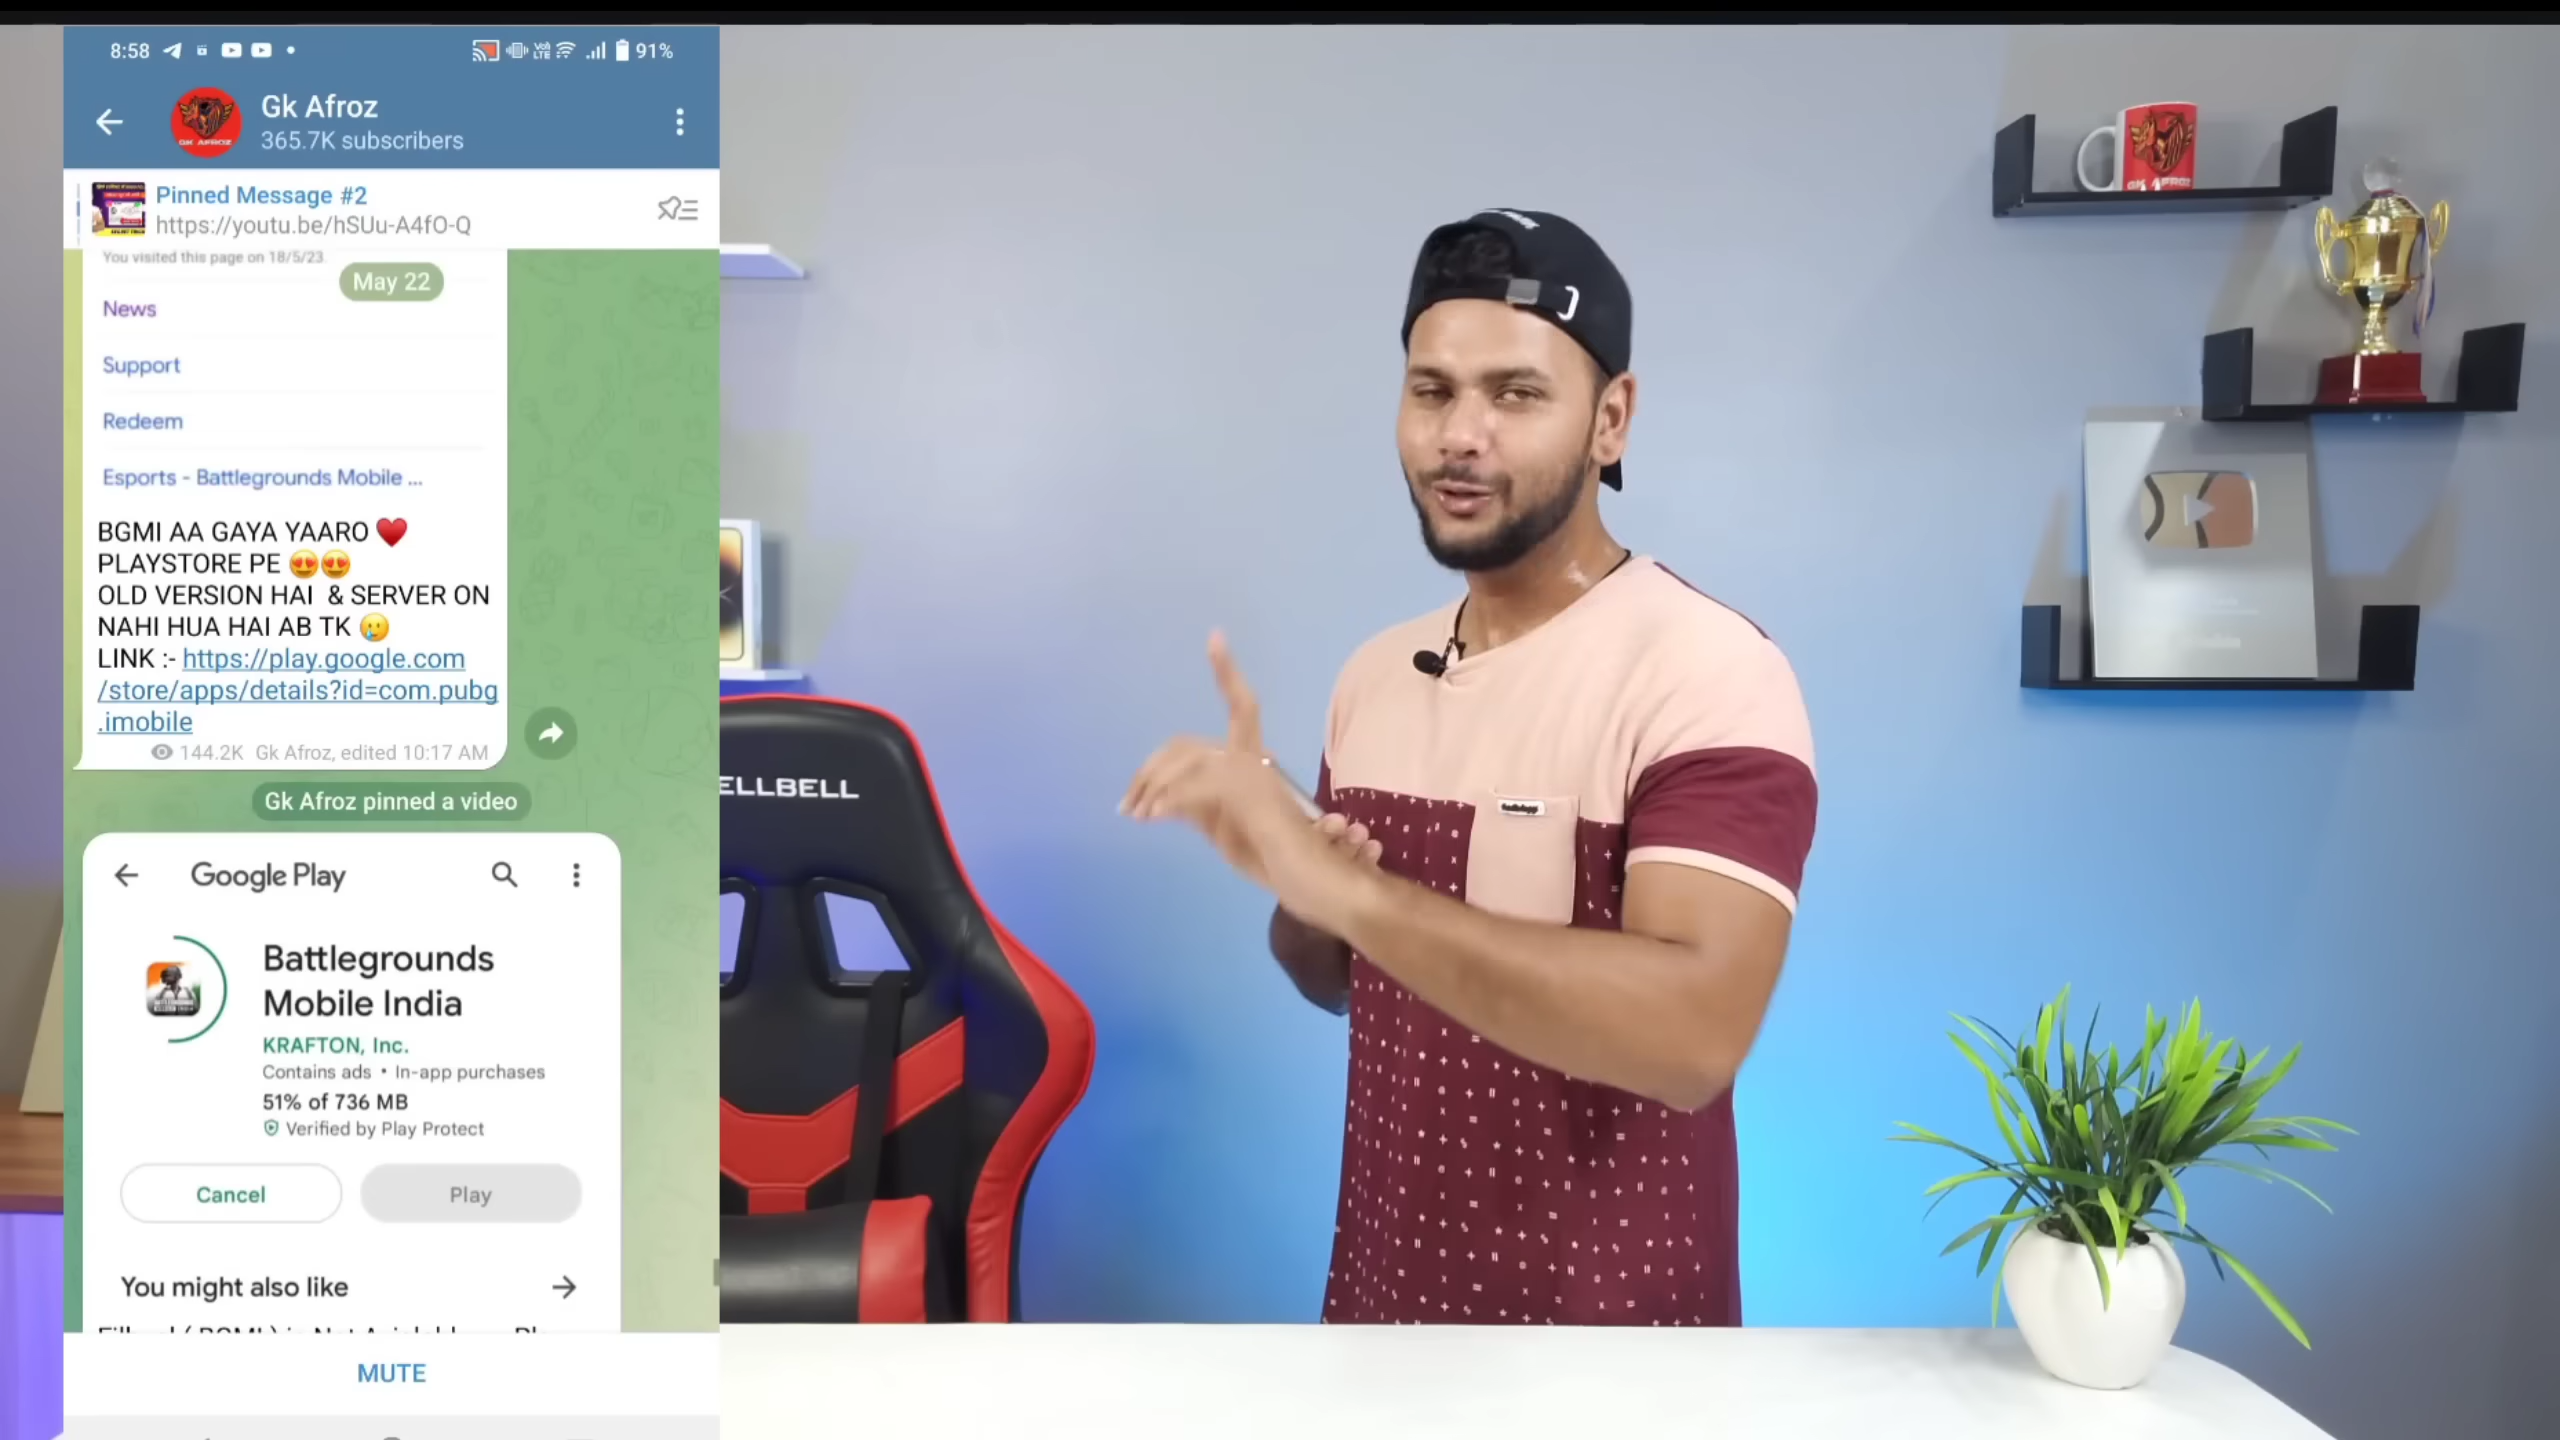 8:58
91%
Gk Afroz
365.7K subscribers
GK AFROZ
Pinned Message #2
https://youtu.be/hSUu-A4fO-Q
You visited this page on 18/5/23.
May 22
News
Support
Redeem
Esports - Battlegrounds Mobile ...
BGMI AA GAYA YAARO ♥️
PLAYSTORE PE 😍😍
OLD VERSION HAI & SERVER ON
NAHI HUA HAI AB TK 🥲
LINK :- https://play.google.com
/store/apps/details?id=com.pubg
.imobile
144.2K Gk Afroz, edited 10:17 AM
Gk Afroz pinned a video
Google Play
Battlegrounds
Mobile India
KRAFTON, Inc.
Contains ads • In-app purchases
51% of 736 MB
Verified by Play Protect
Cancel
Play
You might also like
MUTE
ELLBELL
GK AFROZ